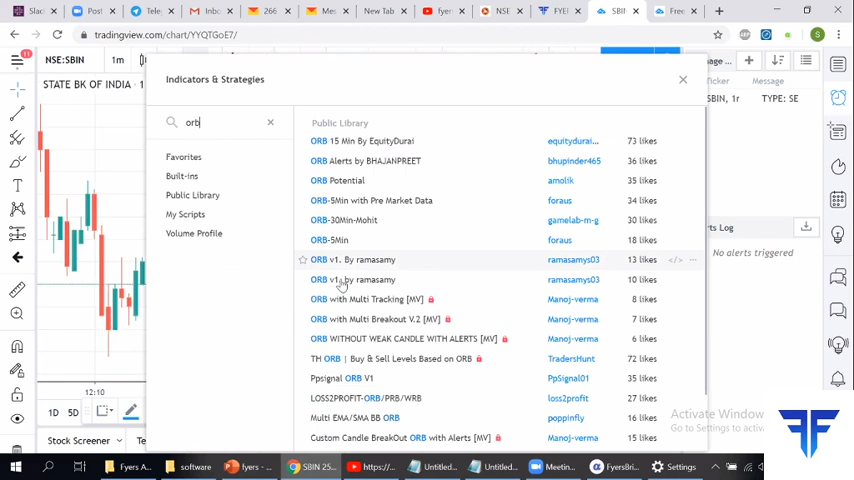 Slack
Post
Teleg
Inbo
266
Mes
New Tab
fyers
NSE
FYE
SBIN
Free
tradingview.com/chart/YYQTGoE7/
S
11
NSE:SBIN
1m
Indicators & Strategies
STATE BK OF INDIA · 1
orb
Favorites
Built-ins
Public Library
My Scripts
Volume Profile
Public Library
ORB 15 Min By EquityDurai equitydurai... 73 likes
ORB Alerts by BHAJANPREET bhupinder465 36 likes
ORB Potential amolik 35 likes
ORB-5Min with Pre Market Data foraus 34 likes
ORB-30Min-Mohit gamelab-m-g 30 likes
ORB-5Min foraus 18 likes
ORB v1. By ramasamy ramasamys03 13 likes </> ...
ORB v1. by ramasamy ramasamys03 10 likes
ORB with Multi Tracking [MV] Manoj-verma 8 likes
ORB with Multi Breakout V.2 [MV] Manoj-verma 7 likes
ORB WITHOUT WEAK CANDLE WITH ALERTS [MV] Manoj-verma 6 likes
TH ORB | Buy & Sell Levels Based on ORB TradersHunt 72 likes
Ppsignal ORB V1 PpSignal01 35 likes
LOSS2PROFIT-ORB/PRB/WRB loss2profit 27 likes
Multi EMA/SMA BB ORB poppinfly 16 likes
Custom Candle BreakOut ORB with Alerts [MV] Manoj-verma 15 likes
nage ...
Ticker Message
SBIN, 1r TYPE: SE
rts Log
No alerts triggered
12:10
1D 5D
Stock Screener
Te
Activate Window
Go to Settings to activ
Fyers A...
software
fyers -...
SBIN 25...
https:/...
Untitled...
Untitled...
Meetin...
FyersBri...
Settings